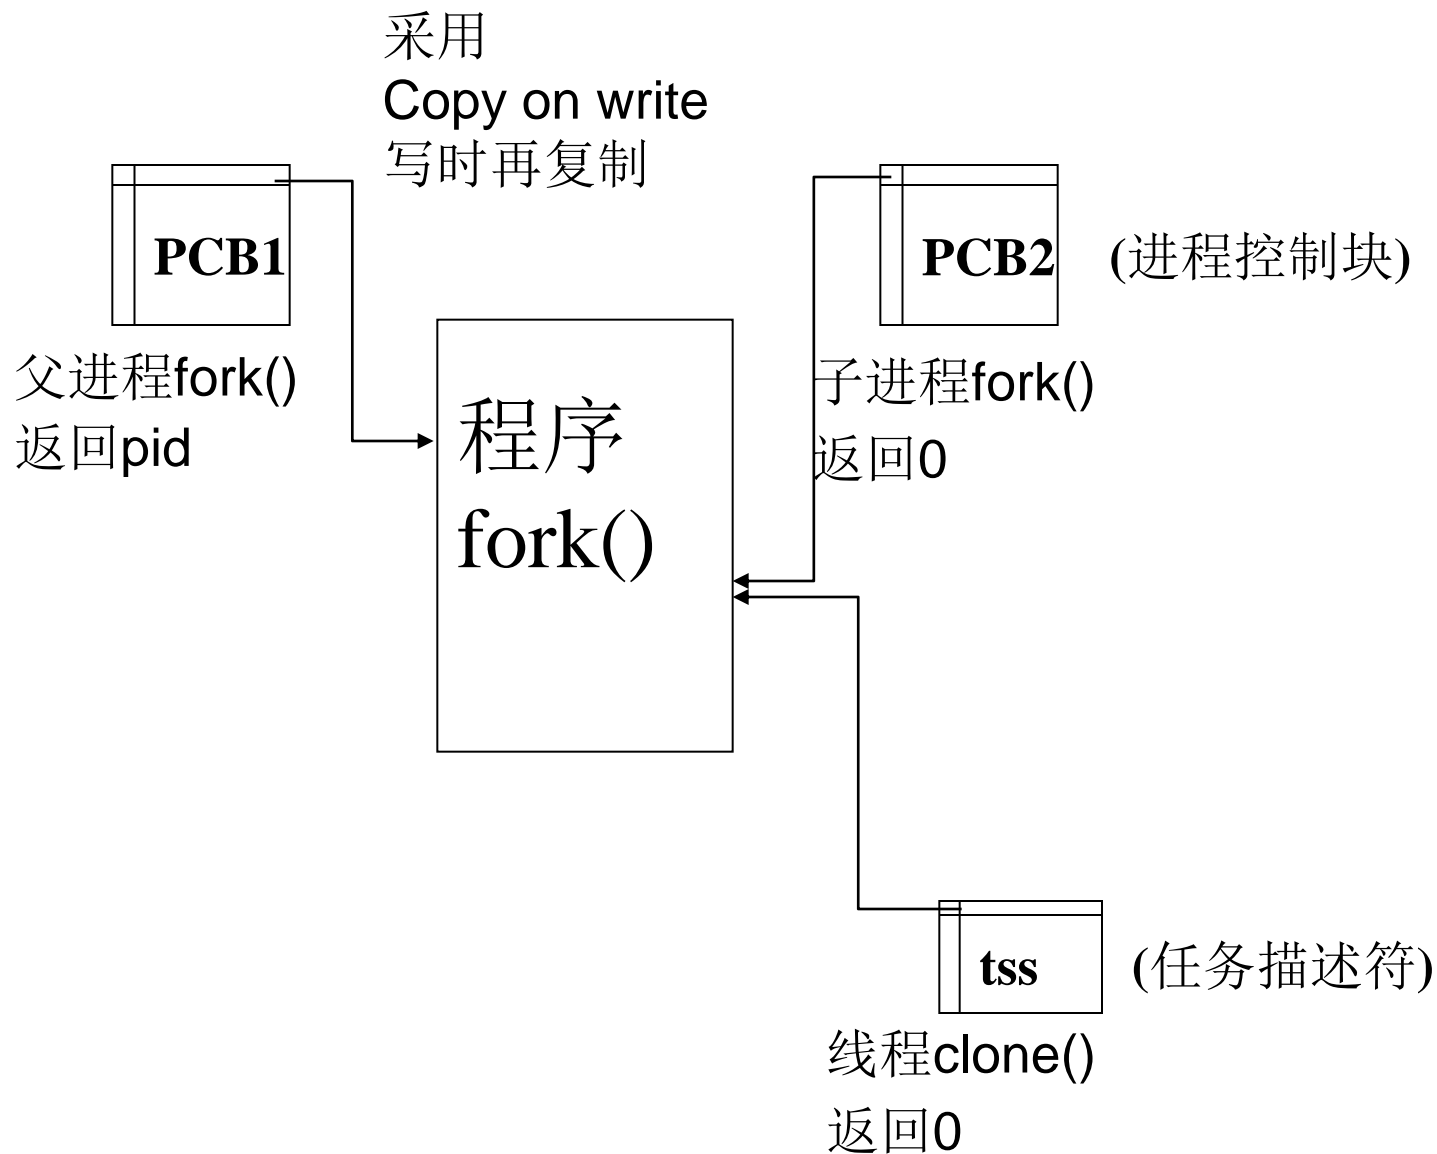 采用
Copy on write
写时再复制
PCB1
PCB2
(进程控制块)
父进程fork()
返回pid
程序
fork()
子进程fork()
返回0
tss
(任务描述符)
线程clone()
返回0